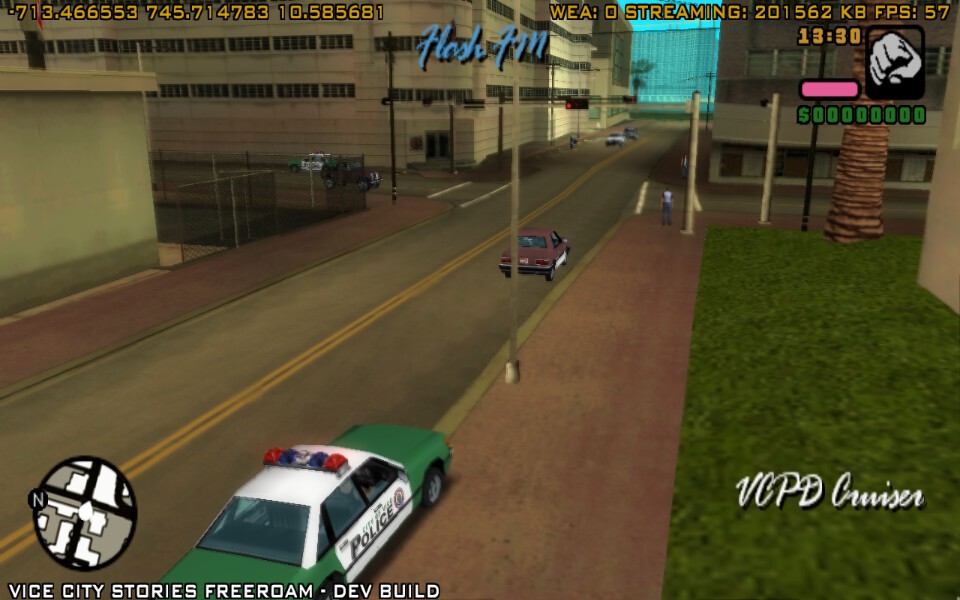 -713.466553 745.714783 10.585681
WEA: 0 STREAMING: 201562 KB FPS: 57
Flash FM
13:30
$00000000
N
POLICE
VCPD Cruiser
VICE CITY STORIES FREEROAM - DEV BUILD